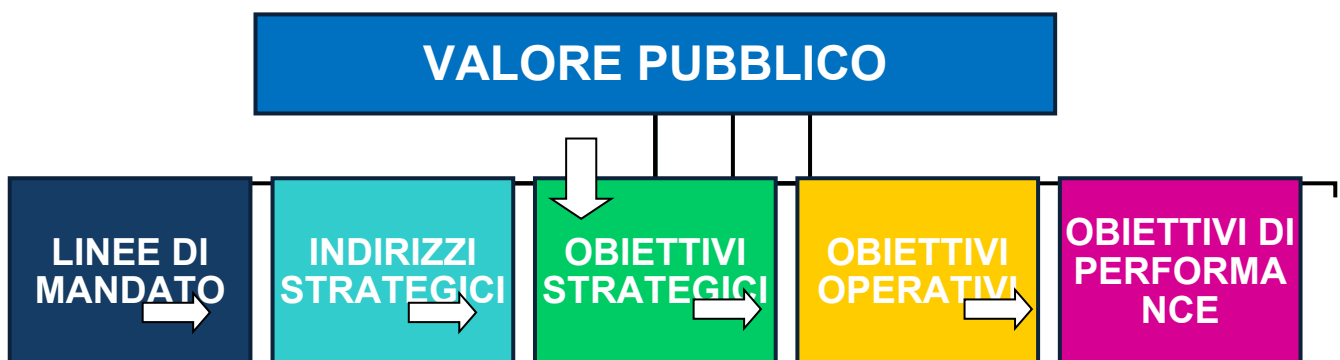 VALORE PUBBLICO
LINEE DI
MANDATO
INDIRIZZI
STRATEGICI
OBIETTIVI
STRATEGICI
OBIETTIVI
OPERATIVI
OBIETTIVI DI
PERFORMA
NCE